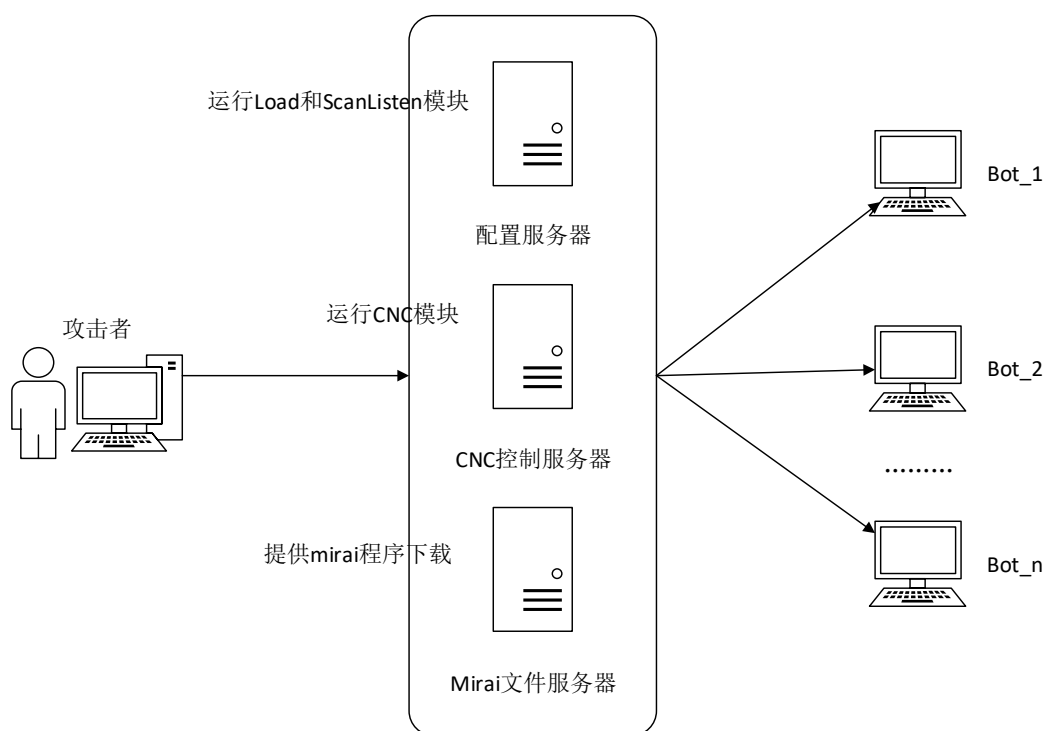 运行Load和ScanListen模块
配置服务器
Bot_1
攻击者
运行CNC模块
CNC控制服务器
Bot_2
………
提供mirai程序下载
Mirai文件服务器
Bot_n